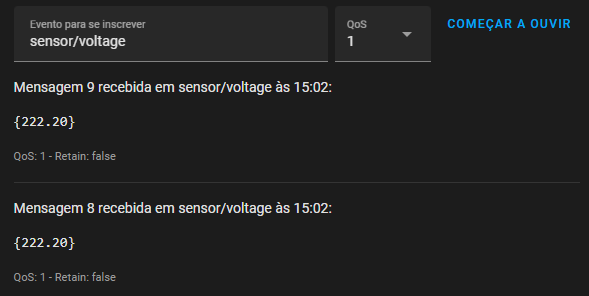 Evento para se inscrever
sensor/voltage
QoS
1
COMEÇAR A OUVIR
Mensagem 9 recebida em sensor/voltage às 15:02:
{222.20}
QoS: 1 - Retain: false
Mensagem 8 recebida em sensor/voltage às 15:02:
{222.20}
QoS: 1 - Retain: false